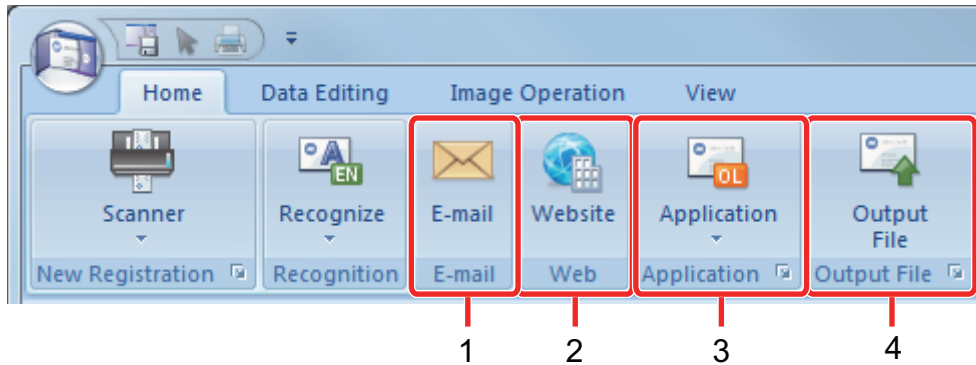 Home Data Editing Image Operation View
A
EN
OL
Scanner Recognize E-mail Website Application Output
File
New Registration Recognition E-mail Web Application Output File
1 2 3 4